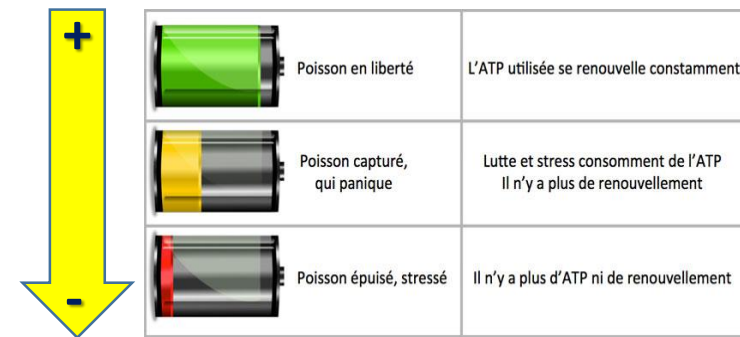 +
Poisson en liberté
L'ATP utilisée se renouvelle constamment
Poisson capturé,
qui panique
Lutte et stress consomment de l'ATP
Il n'y a plus de renouvellement
Poisson épuisé, stressé
Il n'y a plus d'ATP ni de renouvellement
-